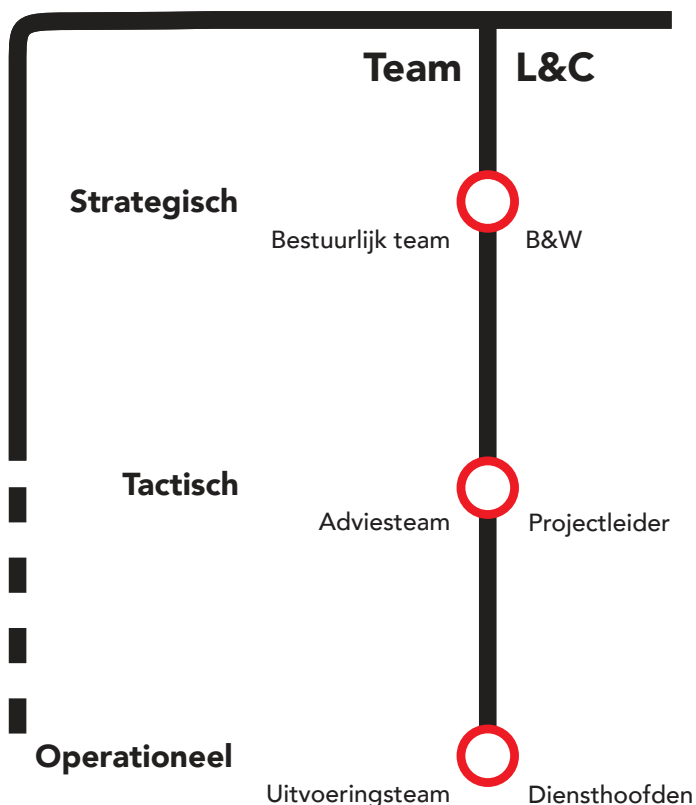 Team L&C
Strategisch
Bestuurlijk team B&W
Tactisch
Adviesteam Projectleider
Operationeel
Uitvoeringsteam Diensthoofden